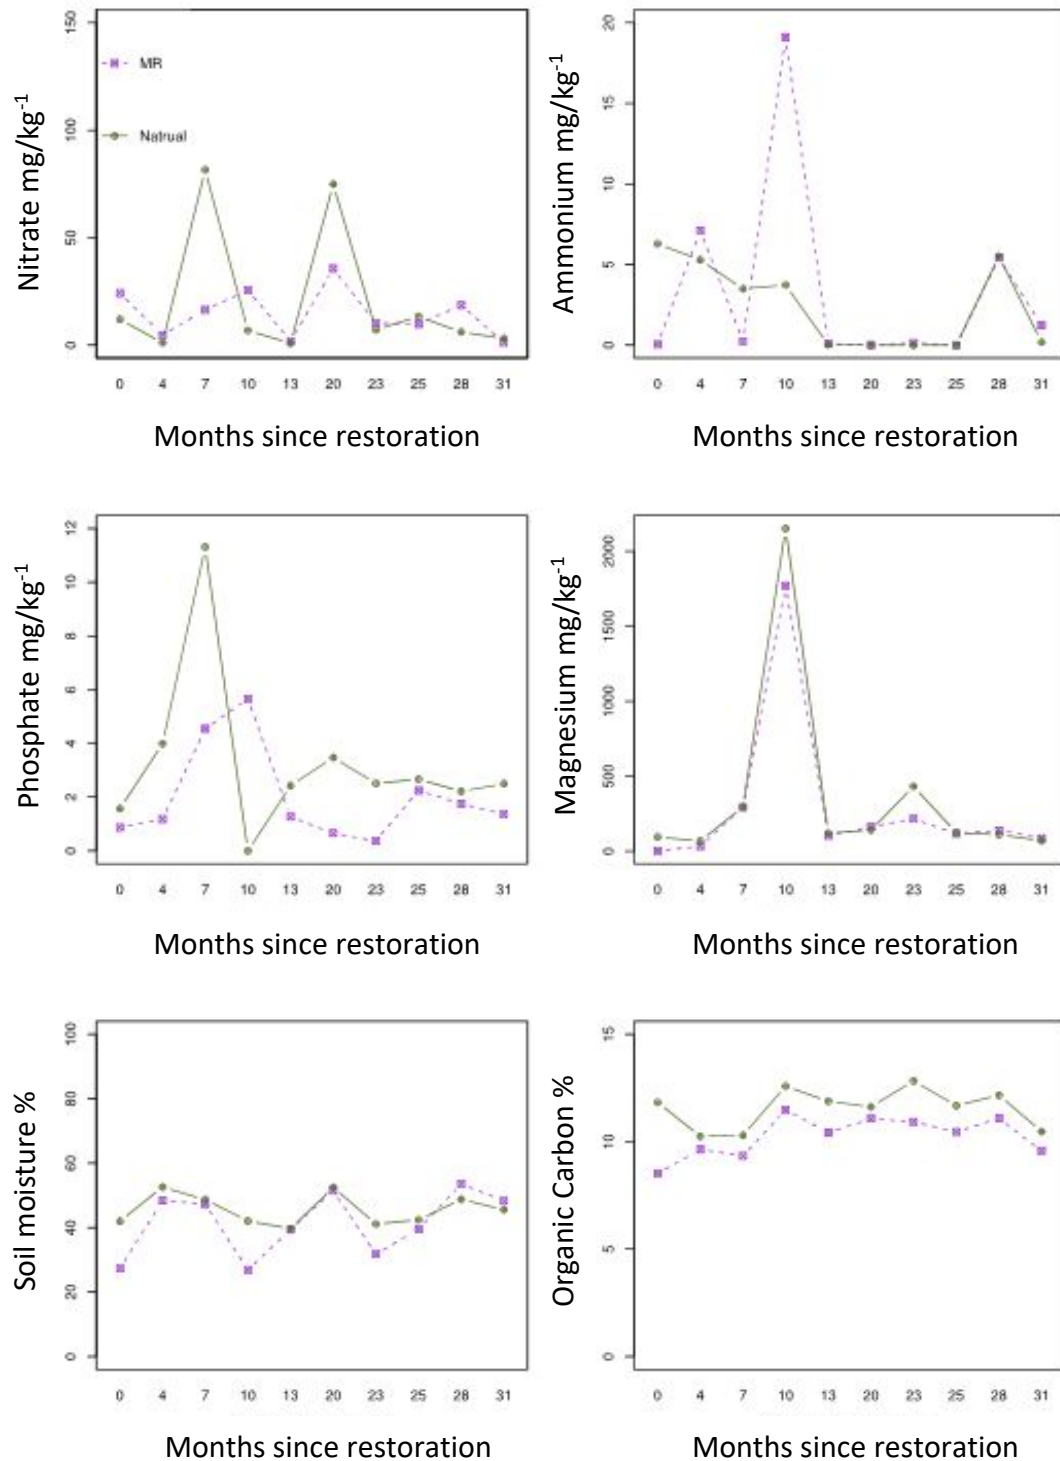 Nitrate mg/kg⁻¹
150
100
50
0
MR
Natrual
0 4 7 10 13 20 23 25 28 31
Months since restoration
Ammonium mg/kg⁻¹
20
15
10
5
0
0 4 7 10 13 20 23 25 28 31
Months since restoration
Phosphate mg/kg⁻¹
12
10
8
6
4
2
0
0 4 7 10 13 20 23 25 28 31
Months since restoration
Magnesium mg/kg⁻¹
2000
1500
1000
500
0
0 4 7 10 13 20 23 25 28 31
Months since restoration
Soil moisture %
100
80
60
40
20
0
0 4 7 10 13 20 23 25 28 31
Months since restoration
Organic Carbon %
15
10
5
0
0 4 7 10 13 20 23 25 28 31
Months since restoration